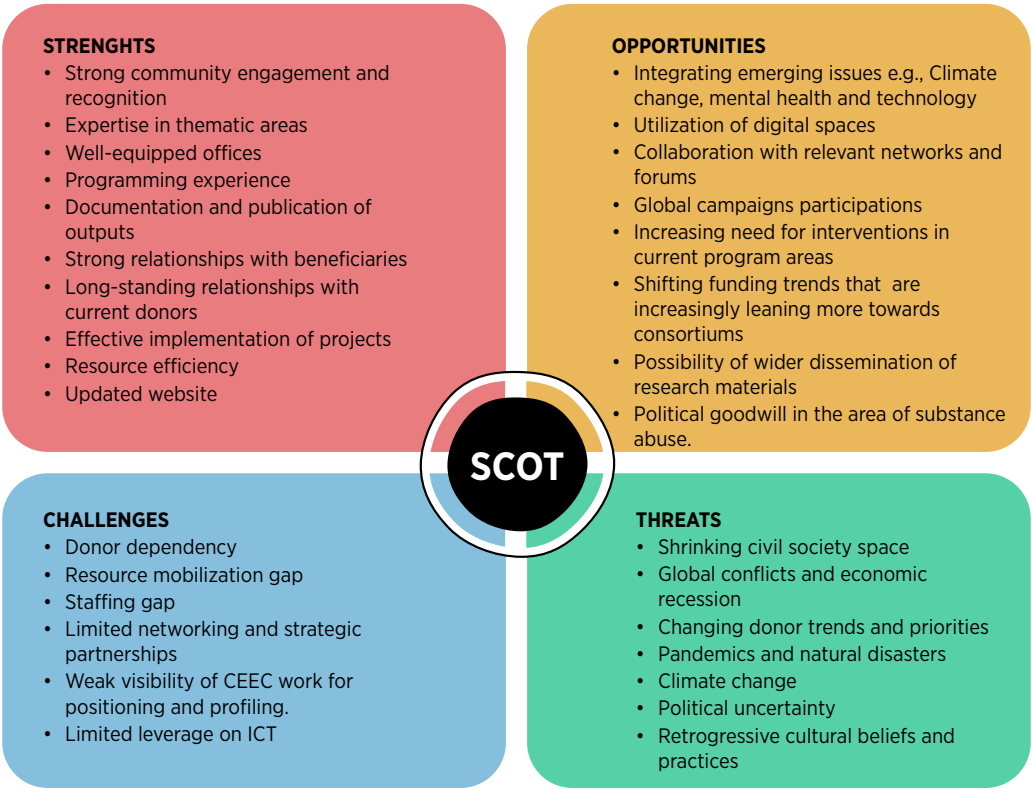 STRENGHTS
• Strong community engagement and
recognition
• Expertise in thematic areas
• Well-equipped offices
• Programming experience
• Documentation and publication of
outputs
• Strong relationships with beneficiaries
• Long-standing relationships with
current donors
• Effective implementation of projects
• Resource efficiency
• Updated website
OPPORTUNITIES
• Integrating emerging issues e.g., Climate
change, mental health and technology
• Utilization of digital spaces
• Collaboration with relevant networks and
forums
• Global campaigns participations
• Increasing need for interventions in
current program areas
• Shifting funding trends that  are
increasingly leaning more towards
consortiums
• Possibility of wider dissemination of
research materials
• Political goodwill in the area of substance
abuse.
SCOT
CHALLENGES
• Donor dependency
• Resource mobilization gap
• Staffing gap
• Limited networking and strategic
partnerships
• Weak visibility of CEEC work for
positioning and profiling.
• Limited leverage on ICT
THREATS
• Shrinking civil society space
• Global conflicts and economic
recession
• Changing donor trends and priorities
• Pandemics and natural disasters
• Climate change
• Political uncertainty
• Retrogressive cultural beliefs and
practices